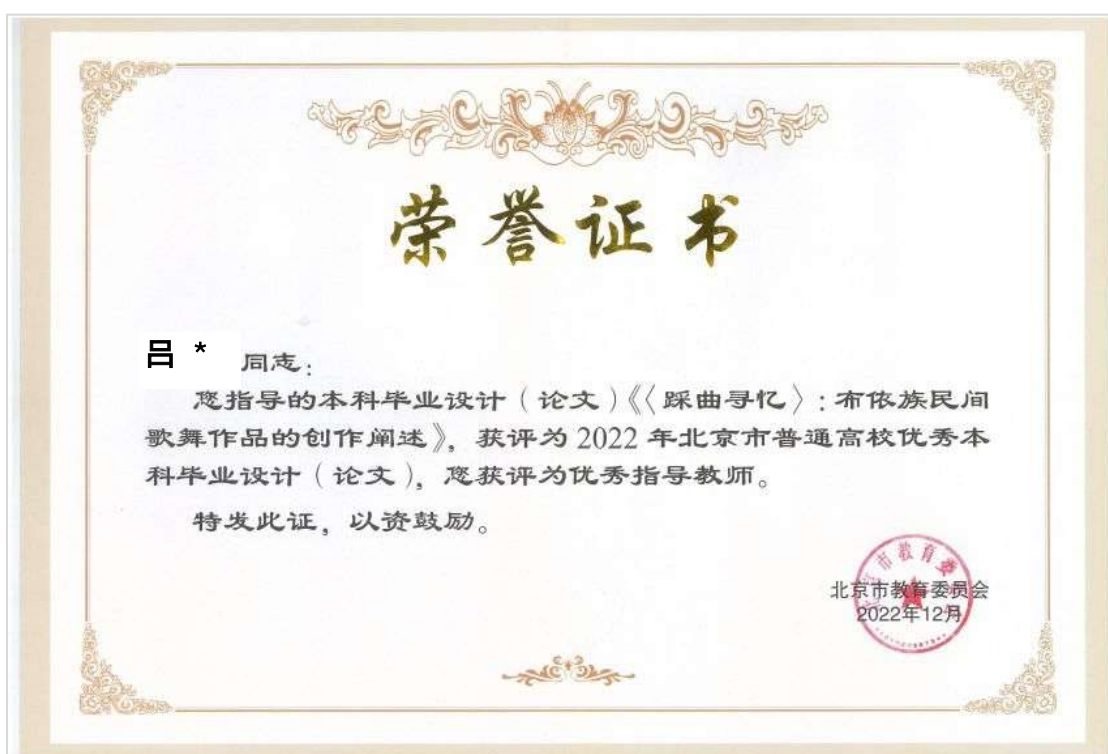 荣誉证书
吕 * 同志：
您指导的本科毕业设计（论文）《〈踩曲寻忆〉：布依族民间
歌舞作品的创作阐述》，获评为 2022 年北京市普通高校优秀本
科毕业设计（论文），您获评为优秀指导教师。
特发此证，以资鼓励。
北京市教育委员会
2022年12月